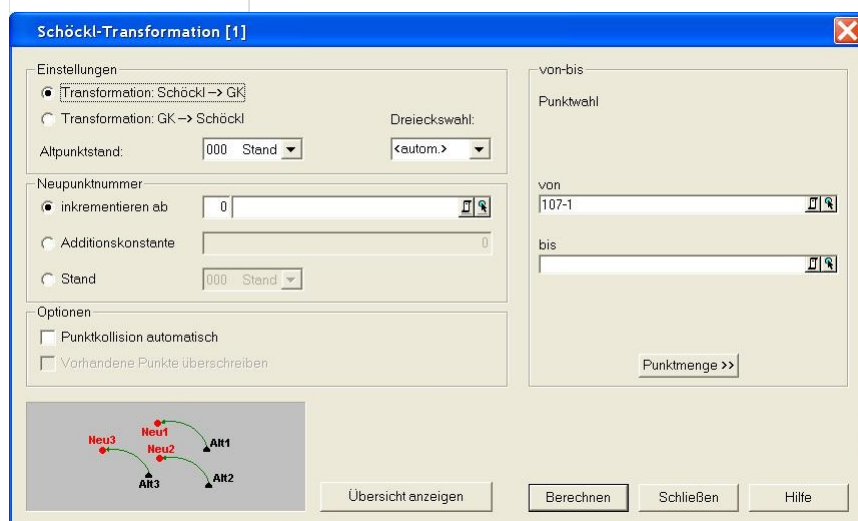 Schöckl-Transformation [1]
Einstellungen
Transformation: Schöckl –> GK
Transformation: GK –> Schöckl
Dreieckswahl:
Altpunktstand:
000 Stand
<autom.>
Neupunktnummer
inkrementieren ab
0
Additionskonstante
0
Stand
000 Stand
Optionen
Punktkollision automatisch
Vorhandene Punkte überschreiben
von-bis
Punktwahl
von
107-1
bis
Punktmenge >>
Neu1
Neu3
Neu2
Alt1
Alt2
Alt3
Übersicht anzeigen
Berechnen
Schließen
Hilfe